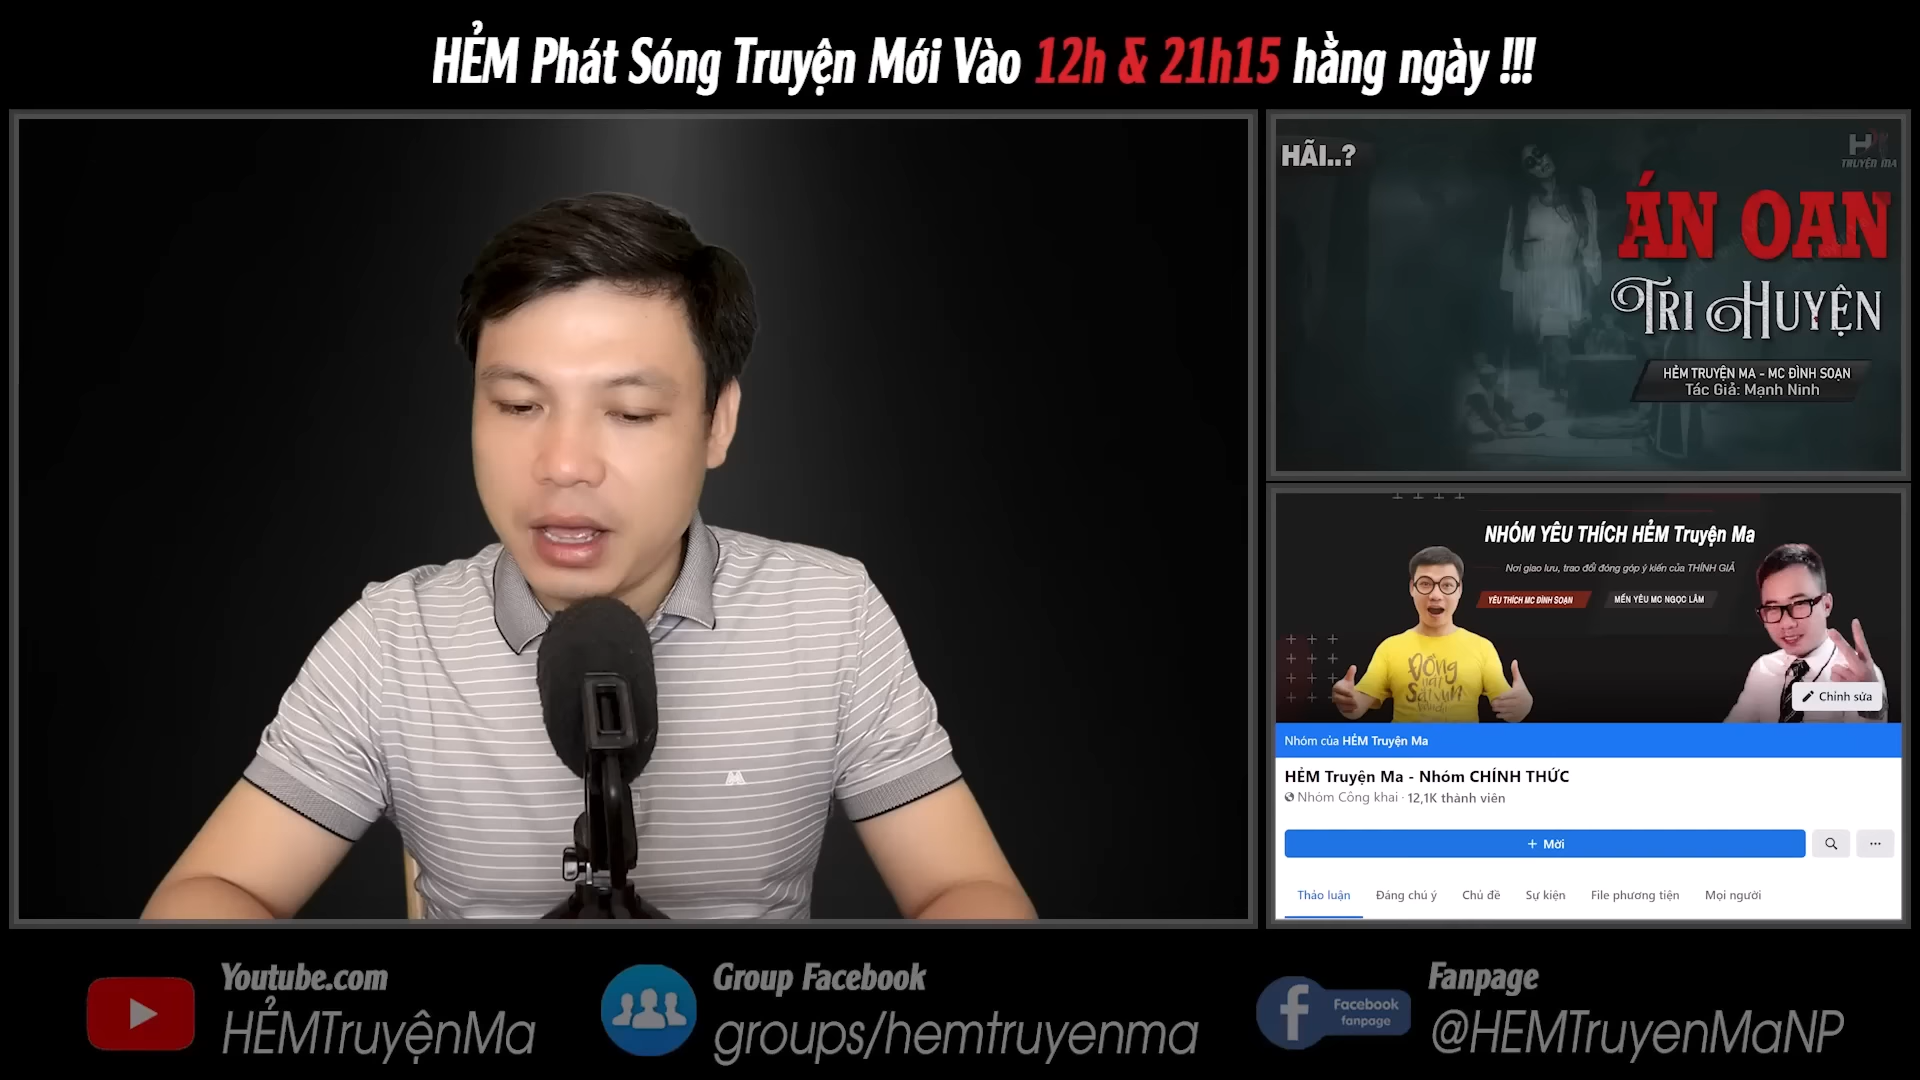 HẺM Phát Sóng Truyện Mới Vào 12h & 21h15 hằng ngày !!!
HÃI..?
TRUYỆN MA
ÁN OAN
TRI HUYỆN
HẺM TRUYỆN MA - MC ĐÌNH SOẠN
Tác Giả: Mạnh Ninh
NHÓM YÊU THÍCH HẺM Truyện Ma
Nơi giao lưu, trao đổi đóng góp ý kiến của THÍNH GIẢ
YÊU THÍCH MC ĐÌNH SOẠN
MẾN YÊU MC NGỌC LÂM
Chỉnh sửa
Nhóm của HẺM Truyện Ma
HẺM Truyện Ma - Nhóm CHÍNH THỨC
Nhóm Công khai · 12,1K thành viên
+ Mời
Thảo luận
Đáng chú ý
Chủ đề
Sự kiện
File phương tiện
Mọi người
Youtube.com
HẺMTruyệnMa
Group Facebook
groups/hemtruyenma
Facebook
fanpage
Fanpage
@HEMTruyenMaNP